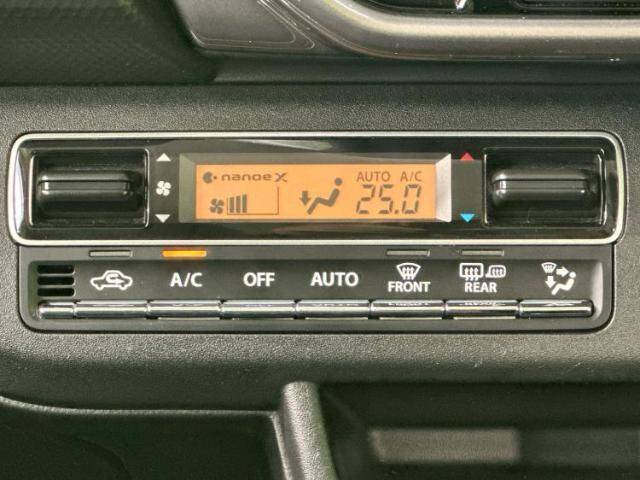 nanoe X
AUTO A/C
25.0
A/C
OFF
AUTO
FRONT
REAR